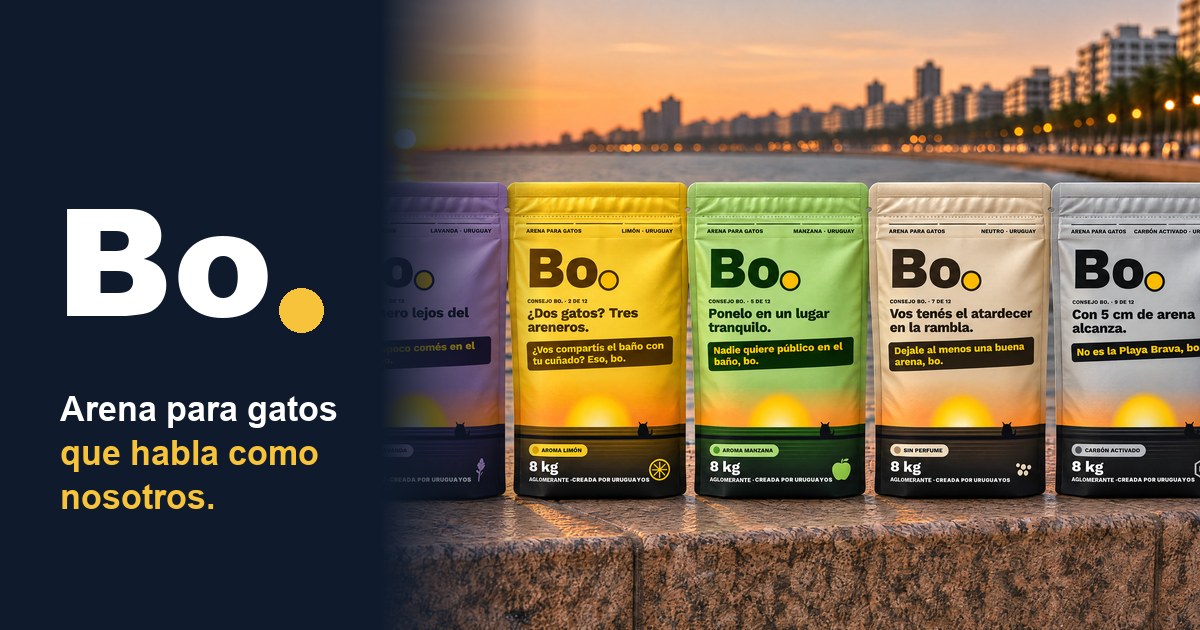 Bo.
Arena para gatos
que habla como
nosotros.
LAVANDA · URUGUAY
lejos del
comés en el
ARENA PARA GATOS LIMÓN · URUGUAY
Bo.
CONSEJO BO. · 3 DE 12
¿Dos gatos? Tres
areneros.
¿Vos compartís el baño con
tu cuñado? Eso, bo.
AROMA LIMÓN
8 kg
AGLOMERANTE · CREADA POR URUGUAYOS
ARENA PARA GATOS MANZANA · URUGUAY
Bo.
CONSEJO BO. · 5 DE 12
Ponelo en un lugar
tranquilo.
Nadie quiere público en el
baño, bo.
AROMA MANZANA
8 kg
AGLOMERANTE · CREADA POR URUGUAYOS
ARENA PARA GATOS NEUTRO · URUGUAY
Bo.
CONSEJO BO. · 7 DE 12
Vos tenés el atardecer
en la rambla.
Dejale al menos una buena
arena, bo.
SIN PERFUME
8 kg
AGLOMERANTE · CREADA POR URUGUAYOS
ARENA PARA GATOS CARBÓN ACTIVADO
Bo.
CONSEJO BO. · 9 DE 12
Con 5 cm de arena
alcanza.
No es la Playa Brava, bo
CARBÓN ACTIVADO
8 kg
AGLOMERANTE · CREADA POR URUGUAYOS